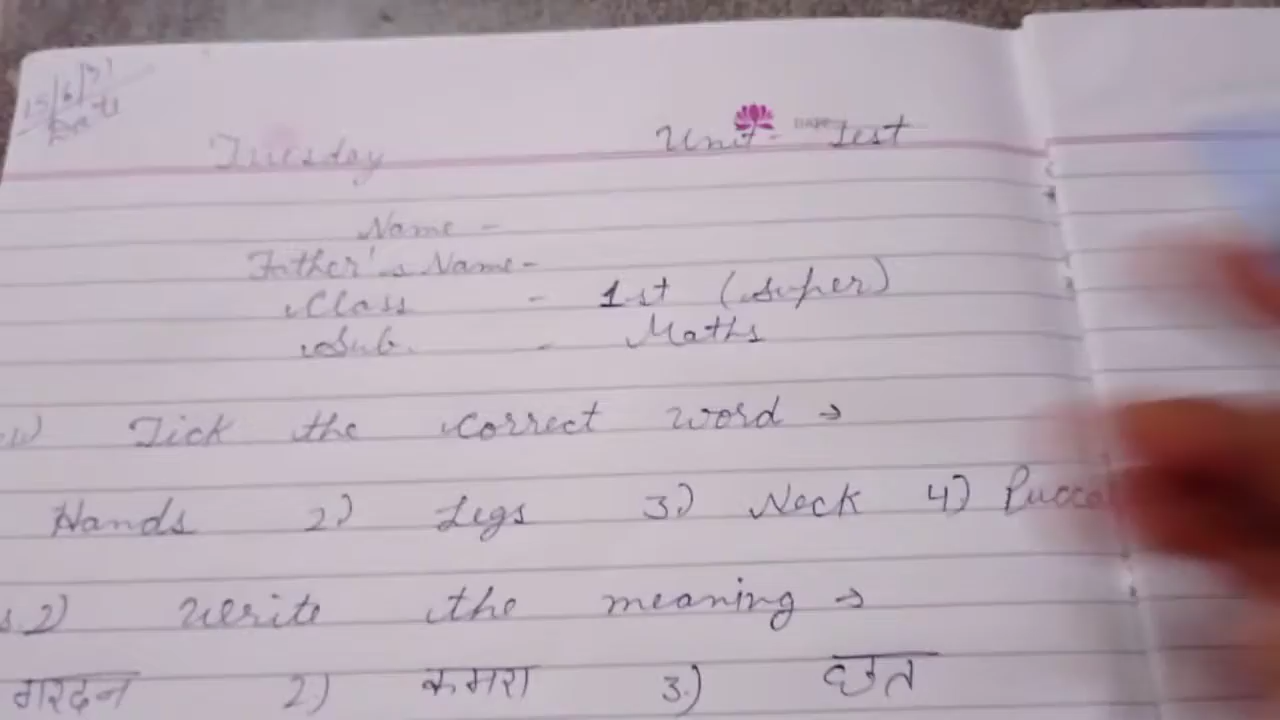 Tuesday Unit- Test
Name -
Father's Name-
Class - 1st (super)
Sub. - Maths
Tick the correct word →
Hands 2) Legs 3.) Neck 4)
2) Write the meaning →
गरदन 2) कमरा 3.) छत